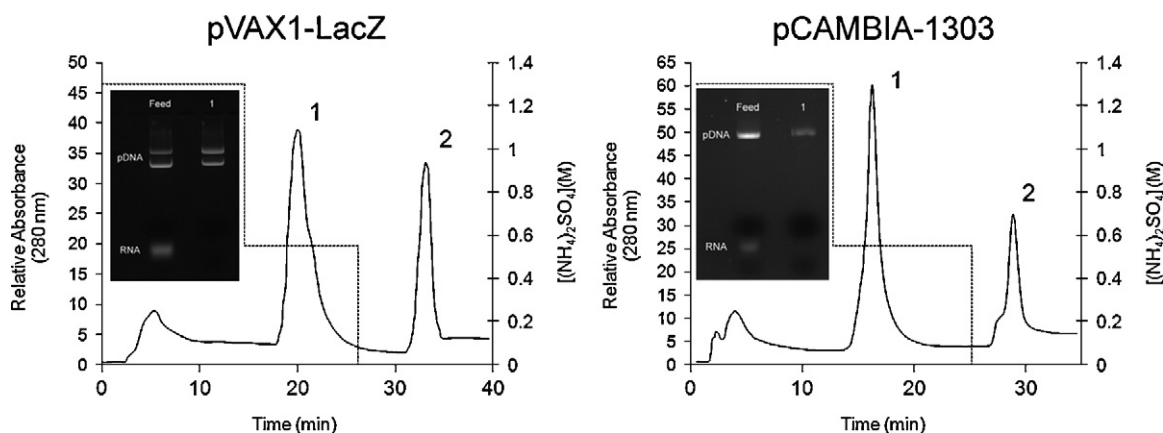 pVAX1-LacZ
50
45
40
35
30
25
20
15
10
5
0
Relative Absorbance
(280 nm)
Feed 1
pDNA
RNA
1
2
1.4
1.2
1
0.8
0.6
0.4
0.2
0
[(NH₄)₂SO₄](M)
0 10 20 30 40
Time (min)
pCAMBIA-1303
65
60
55
50
45
40
35
30
25
20
15
10
5
0
Relative Absorbance
(280 nm)
Feed 1
pDNA
RNA
1
2
1.4
1.2
1
0.8
0.6
0.4
0.2
0
[(NH₄)₂SO₄](M)
0 10 20 30
Time (min)